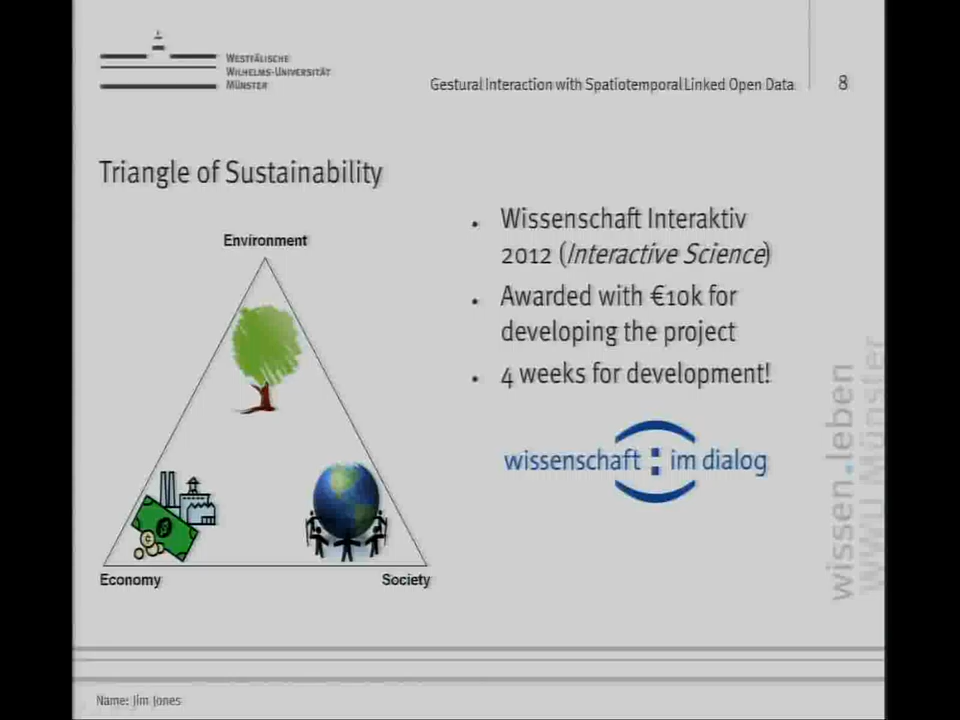 WESTFÄLISCHE
WILHELMS-UNIVERSITÄT
MÜNSTER
Gestural Interaction with Spatiotemporal Linked Open Data
8
Triangle of Sustainability
Environment
Economy
Society
• Wissenschaft Interaktiv
2012 (Interactive Science)
• Awarded with €10k for
developing the project
• 4 weeks for development!
wissenschaft : im dialog
wissen.leben
WWU Münster
Name: Jim Jones